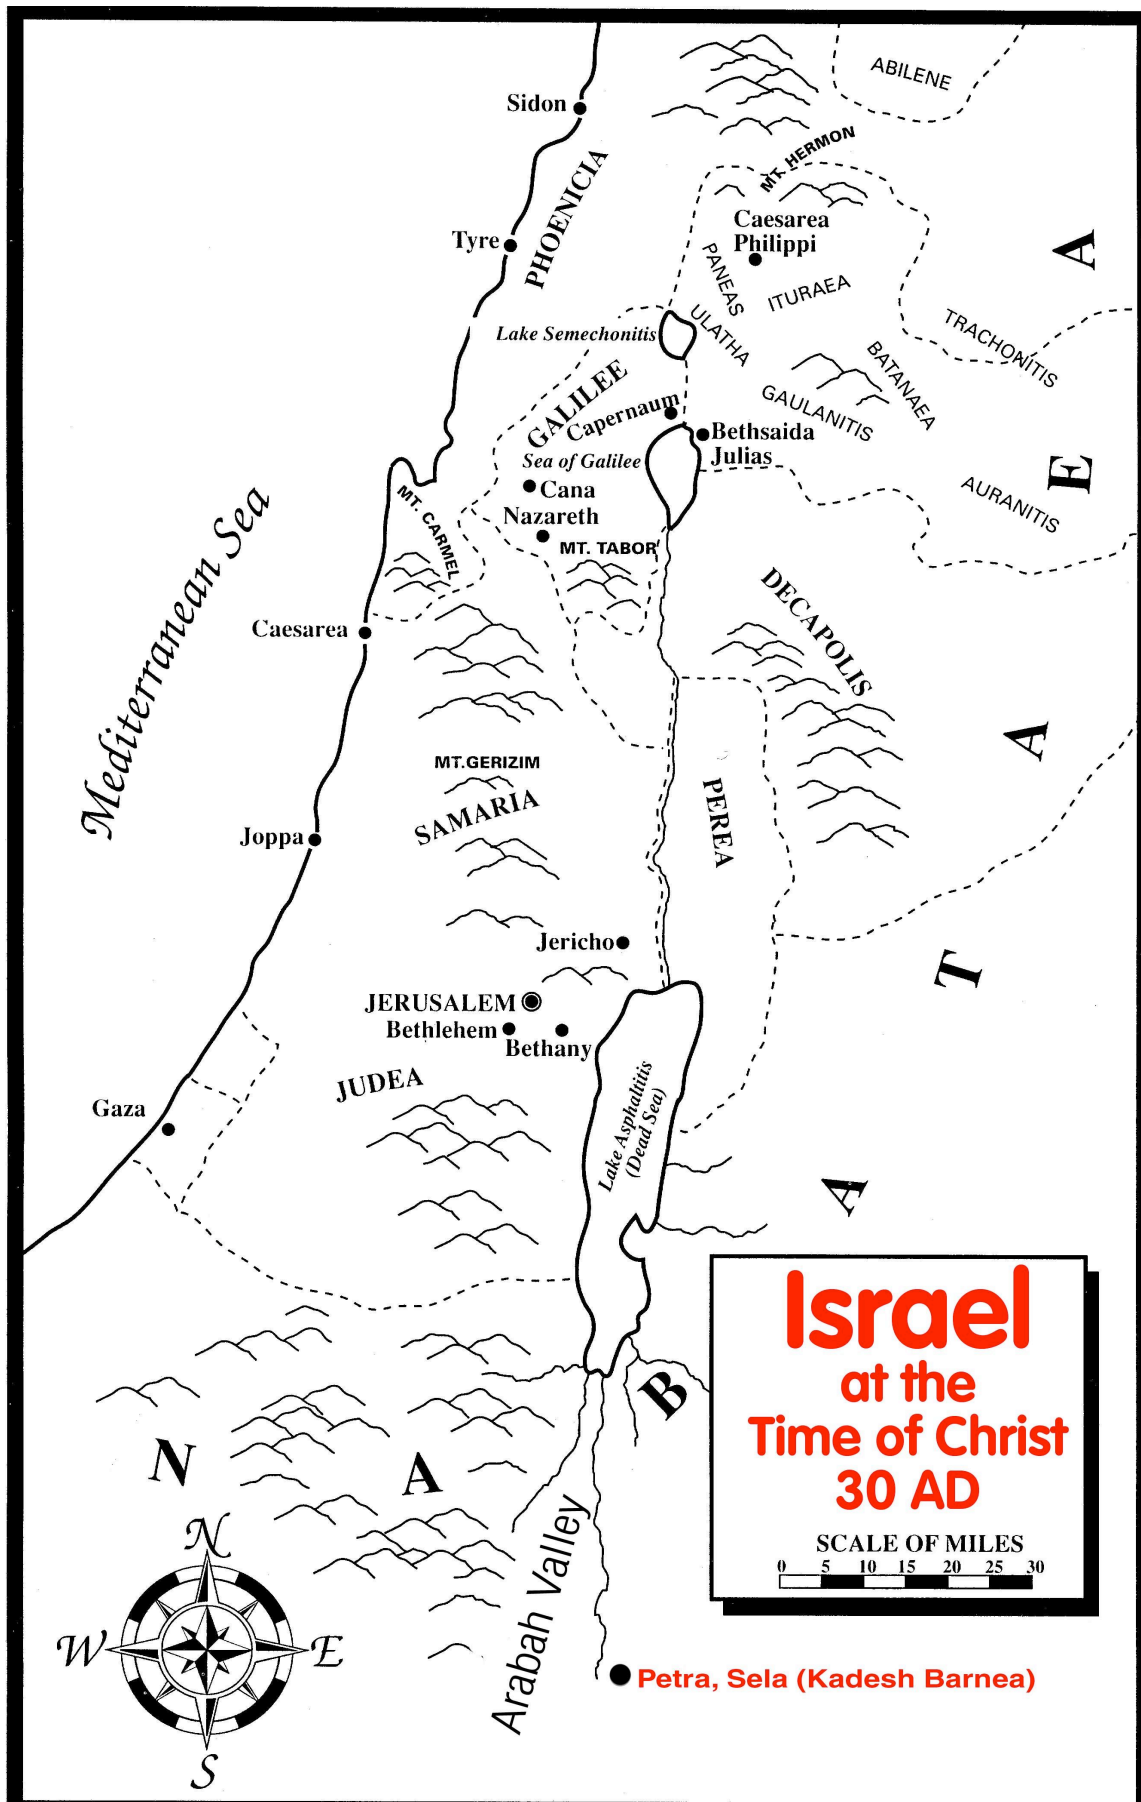 ABILENE
Sidon
MT. HERMON
PHOENICIA
Caesarea
Philippi
Tyre
PANEAS
ITURAEA
ULATHA
Lake Semechonitis
TRACHONITIS
BATANAEA
GALILEE
GAULANITIS
Capernaum
Bethsaida
Julias
Sea of Galilee
Cana
Nazareth
AURANITIS
MT. CARMEL
MT. TABOR
Mediterranean Sea
DECAPOLIS
Caesarea
MT.GERIZIM
SAMARIA
PEREA
Joppa
Jericho
JERUSALEM
Bethlehem
Bethany
JUDEA
Gaza
Lake Asphaltitis
(Dead Sea)
N A B A T A E A
Arabah Valley
Israel
at the
Time of Christ
30 AD
SCALE OF MILES
0 5 10 15 20 25 30
N
W E
S
Petra, Sela (Kadesh Barnea)